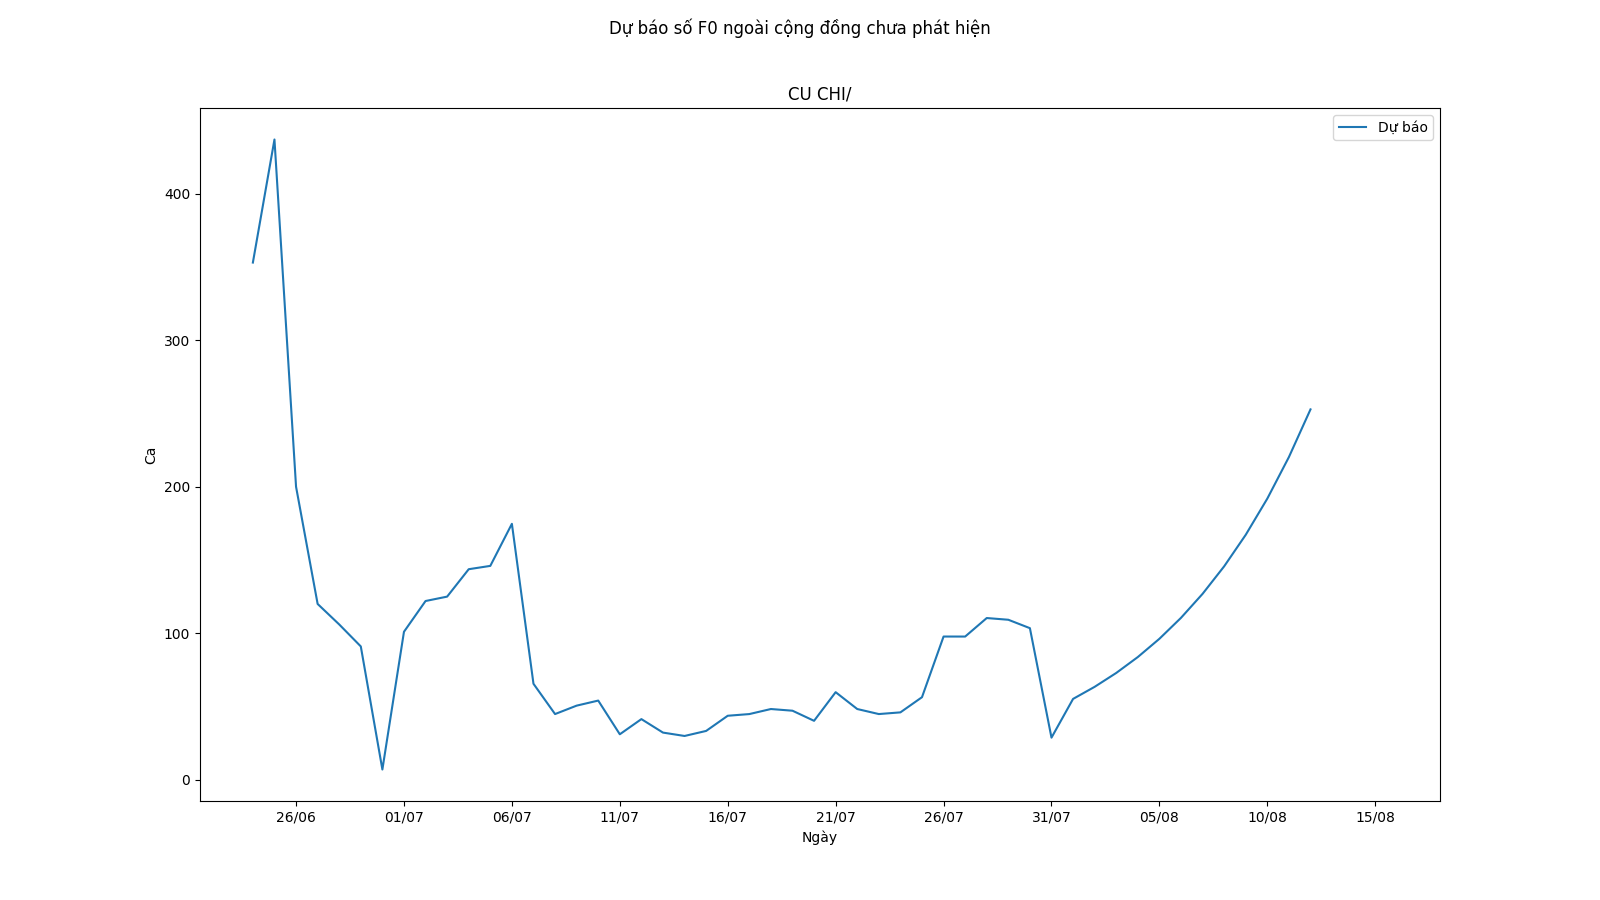 Dự báo số F0 ngoài cộng đồng chưa phát hiện
CU CHI/
Dự báo
400
300
200
100
0
Ca
26/06 01/07 06/07 11/07 16/07 21/07 26/07 31/07 05/08 10/08 15/08
Ngày